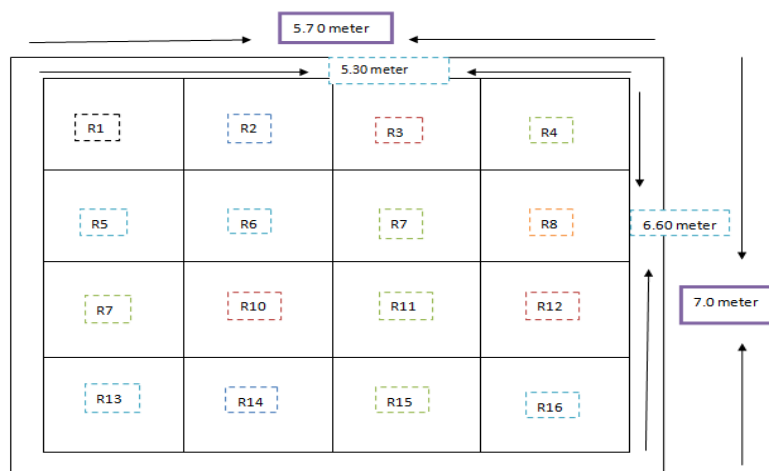 5.7 0 meter
5.30 meter
R1 R2 R3 R4
R5 R6 R7 R8
6.60 meter
R7 R10 R11 R12
7.0 meter
R13 R14 R15 R16